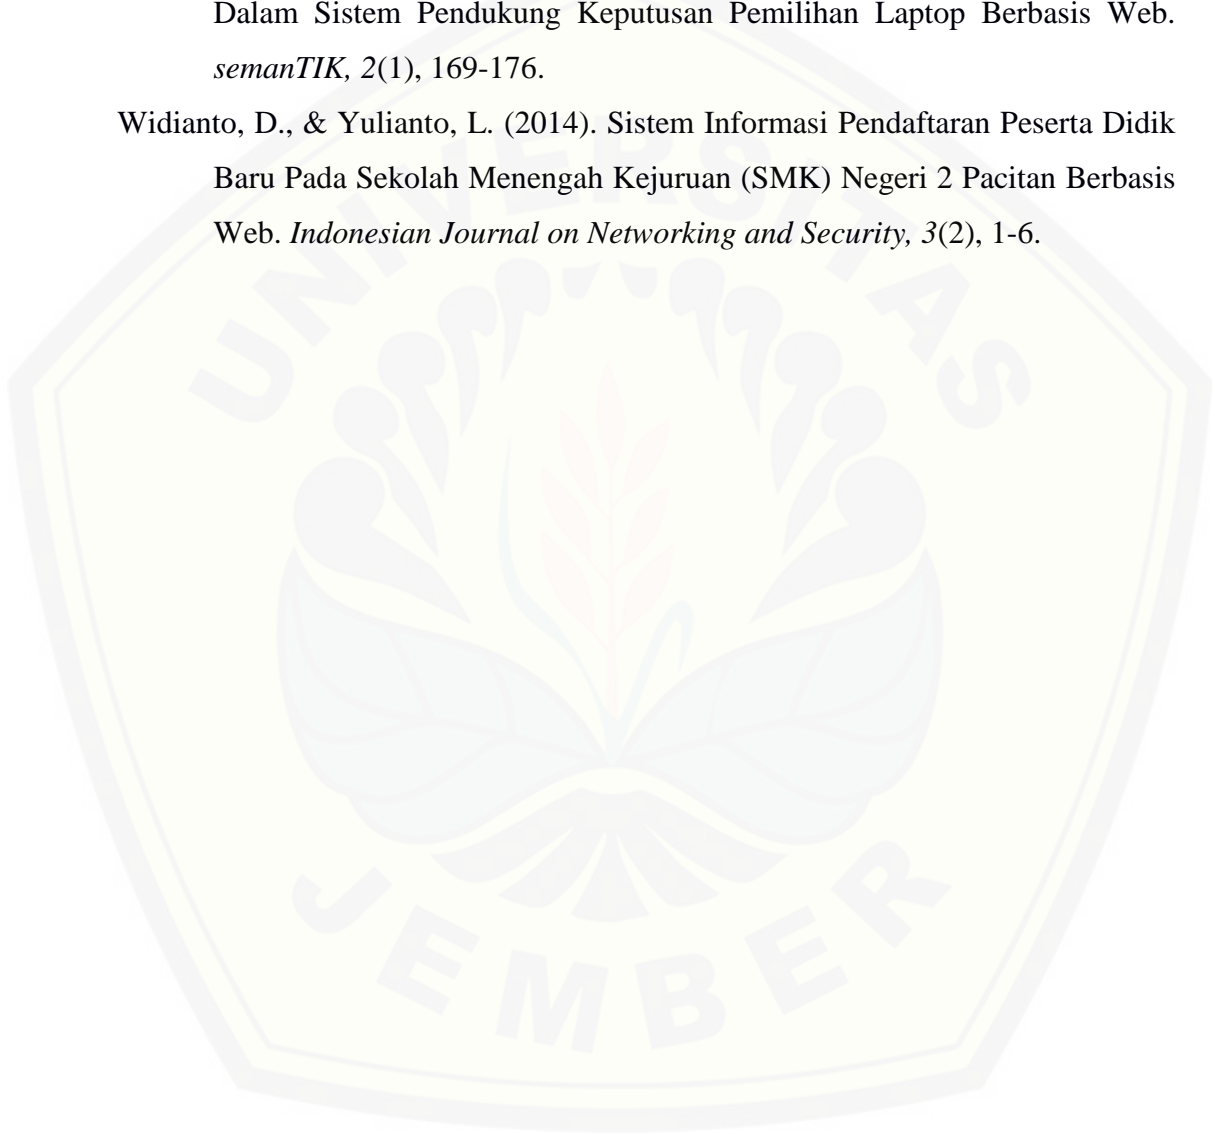 Dalam Sistem Pendukung Keputusan Pemilihan Laptop Berbasis Web.
semanTIK, 2(1), 169-176.
Widianto, D., & Yulianto, L. (2014). Sistem Informasi Pendaftaran Peserta Didik
Baru Pada Sekolah Menengah Kejuruan (SMK) Negeri 2 Pacitan Berbasis
Web. Indonesian Journal on Networking and Security, 3(2), 1-6.
UNIVERSITAS
JEMBER